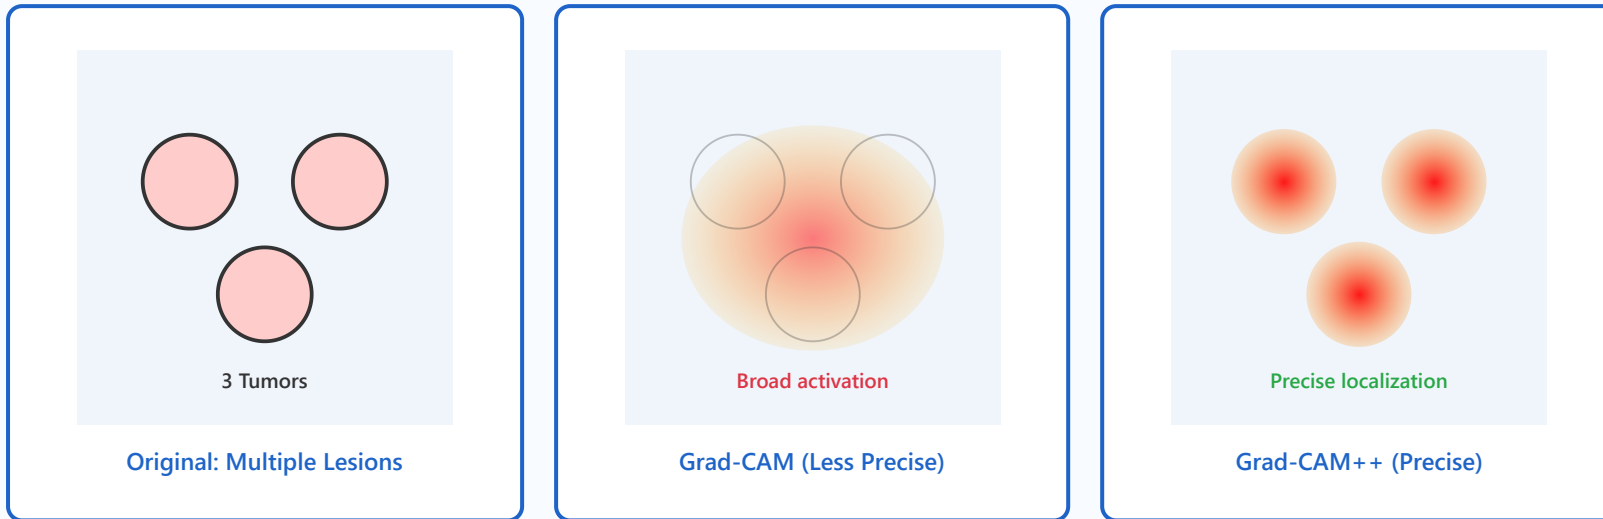 3 Tumors
Original: Multiple Lesions
Broad activation
Grad-CAM (Less Precise)
Precise localization
Grad-CAM++ (Precise)